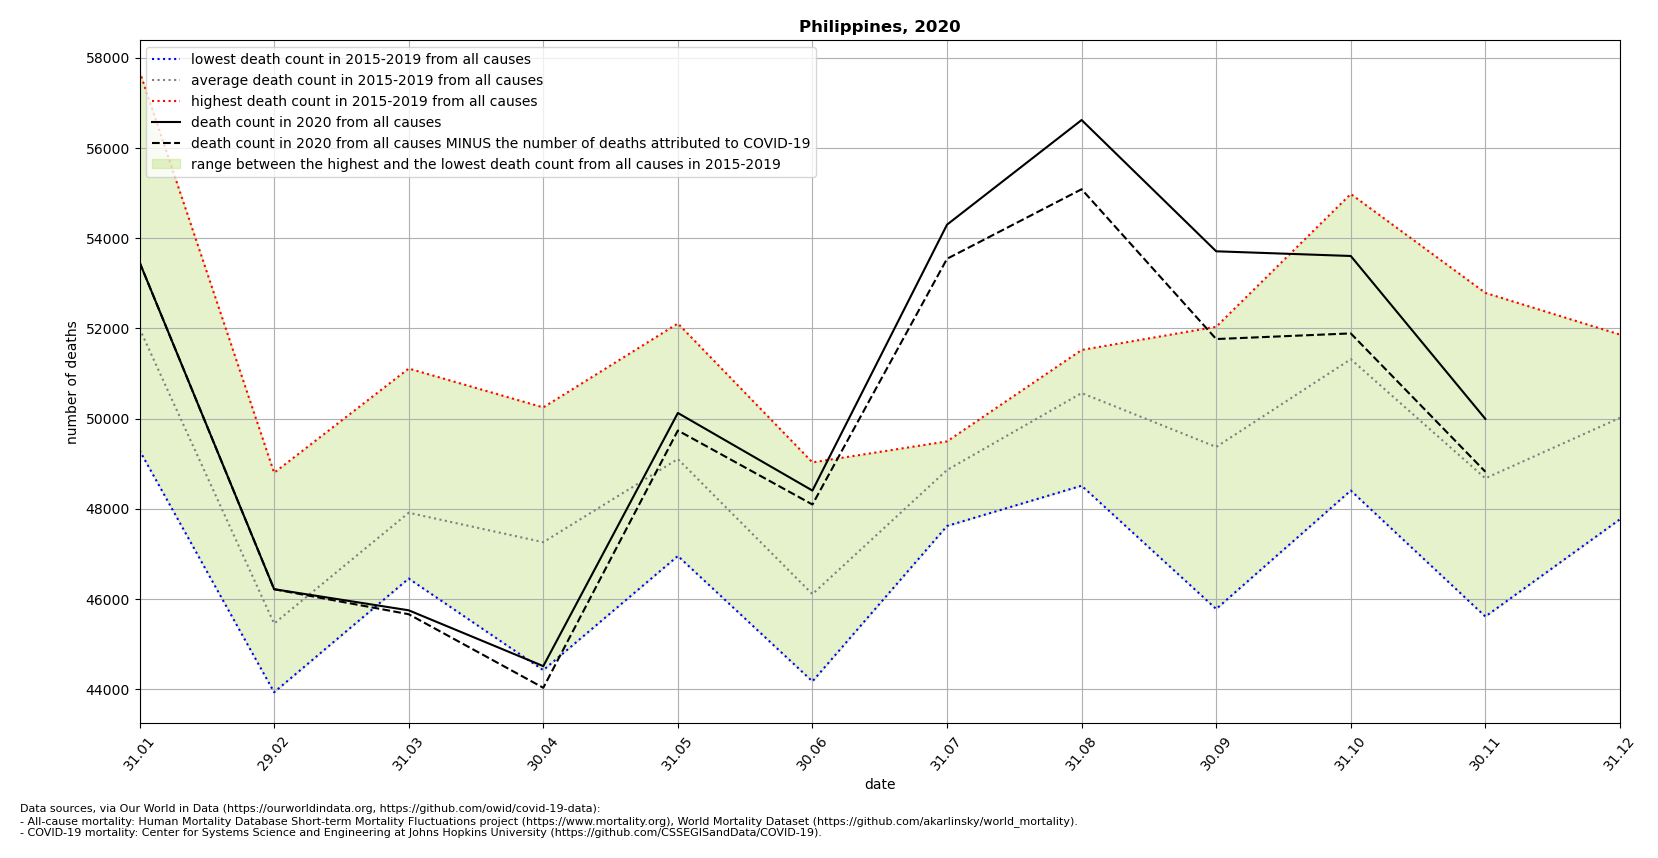 Philippines, 2020
58000
56000
54000
52000
50000
48000
46000
44000
number of deaths
lowest death count in 2015-2019 from all causes
average death count in 2015-2019 from all causes
highest death count in 2015-2019 from all causes
death count in 2020 from all causes
death count in 2020 from all causes MINUS the number of deaths attributed to COVID-19
range between the highest and the lowest death count from all causes in 2015-2019
31.01
29.02
31.03
30.04
31.05
30.06
31.07
31.08
30.09
31.10
30.11
31.12
date
Data sources, via Our World in Data (https://ourworldindata.org, https://github.com/owid/covid-19-data):
- All-cause mortality: Human Mortality Database Short-term Mortality Fluctuations project (https://www.mortality.org), World Mortality Dataset (https://github.com/akarlinsky/world_mortality).
- COVID-19 mortality: Center for Systems Science and Engineering at Johns Hopkins University (https://github.com/CSSEGISandData/COVID-19).